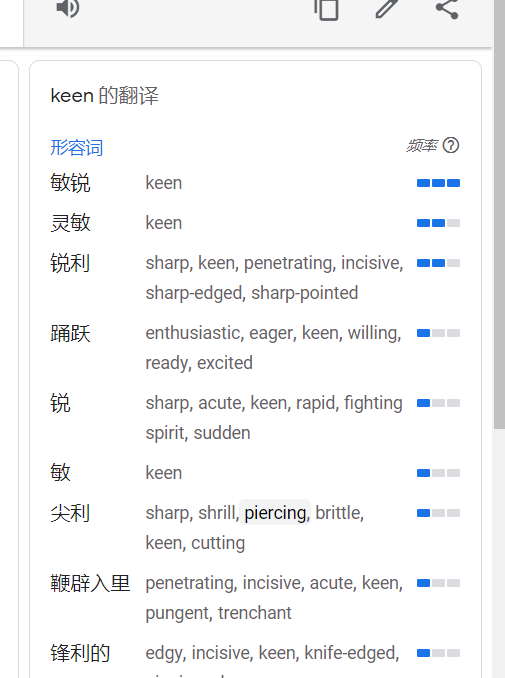 keen 的翻译
形容词 频率
敏锐 keen
灵敏 keen
锐利 sharp, keen, penetrating, incisive,
sharp-edged, sharp-pointed
踊跃 enthusiastic, eager, keen, willing,
ready, excited
锐 sharp, acute, keen, rapid, fighting
spirit, sudden
敏 keen
尖利 sharp, shrill, piercing, brittle,
keen, cutting
鞭辟入里 penetrating, incisive, acute, keen,
pungent, trenchant
锋利的 edgy, incisive, keen, knife-edged,